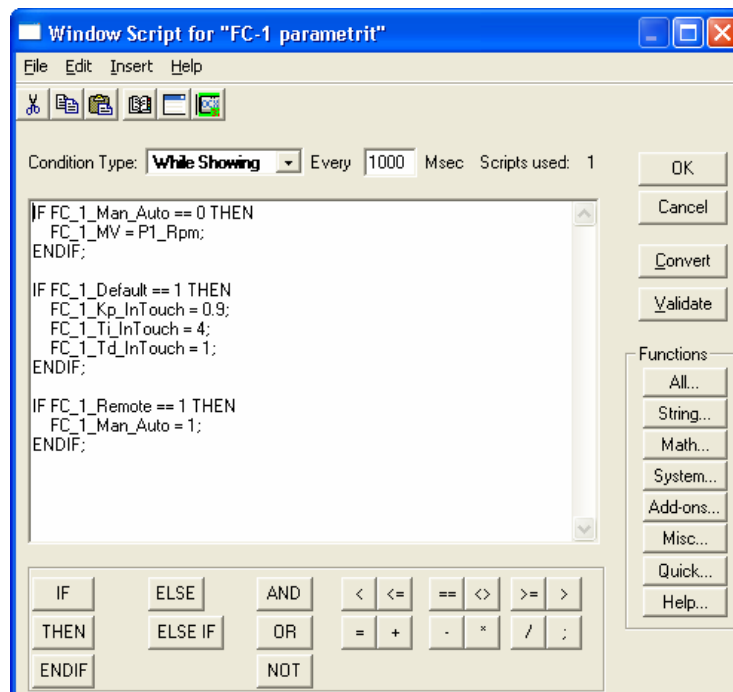 Window Script for "FC-1 parametrit"
File Edit Insert Help
Condition Type: While Showing Every 1000 Msec Scripts used: 1
OK
Cancel
Convert
Validate
IF FC_1_Man_Auto == 0 THEN
FC_1_MV = P1_Rpm;
ENDIF;
IF FC_1_Default == 1 THEN
FC_1_Kp_InTouch = 0.9;
FC_1_Ti_InTouch = 4;
FC_1_Td_InTouch = 1;
ENDIF;
IF FC_1_Remote == 1 THEN
FC_1_Man_Auto = 1;
ENDIF;
Functions
All...
String...
Math...
System...
Add-ons...
Misc...
Quick...
Help...
IF ELSE AND < <= == <> >= >
THEN ELSE IF OR = + - * / ;
ENDIF NOT